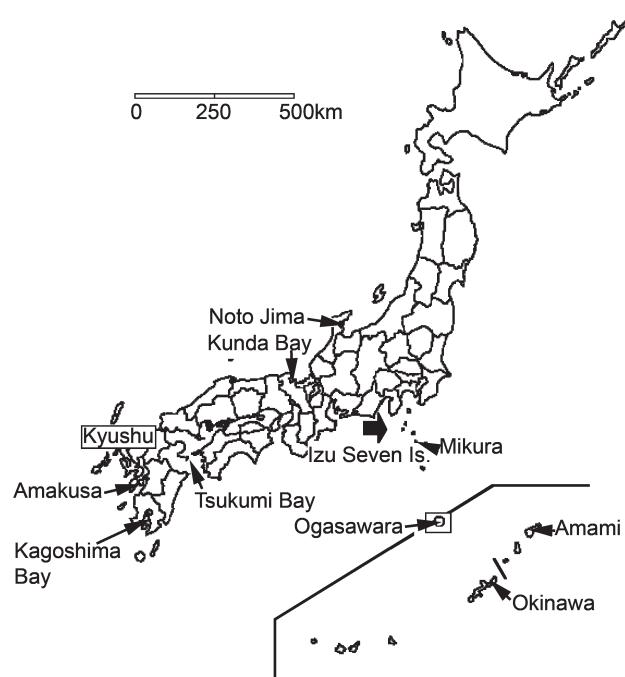 0 250 500km
Noto Jima
Kunda Bay
Kyushu
Izu Seven Is.
Mikura
Amakusa
Tsukumi Bay
Ogasawara
Amami
Kagoshima
Bay
Okinawa